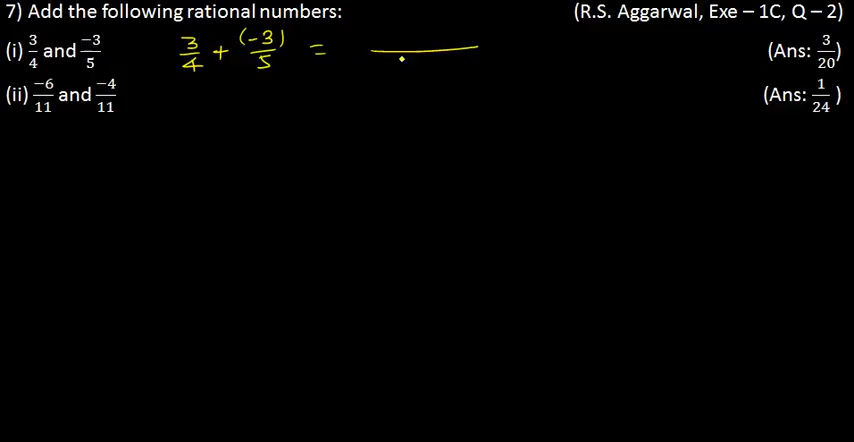 7) Add the following rational numbers: (R.S. Aggarwal, Exe – 1C, Q – 2)
(i) 3/4 and −3/5 3/4 + (−3)/5 = (Ans: 3/20)
(ii) −6/11 and −4/11 (Ans: 1/24 )